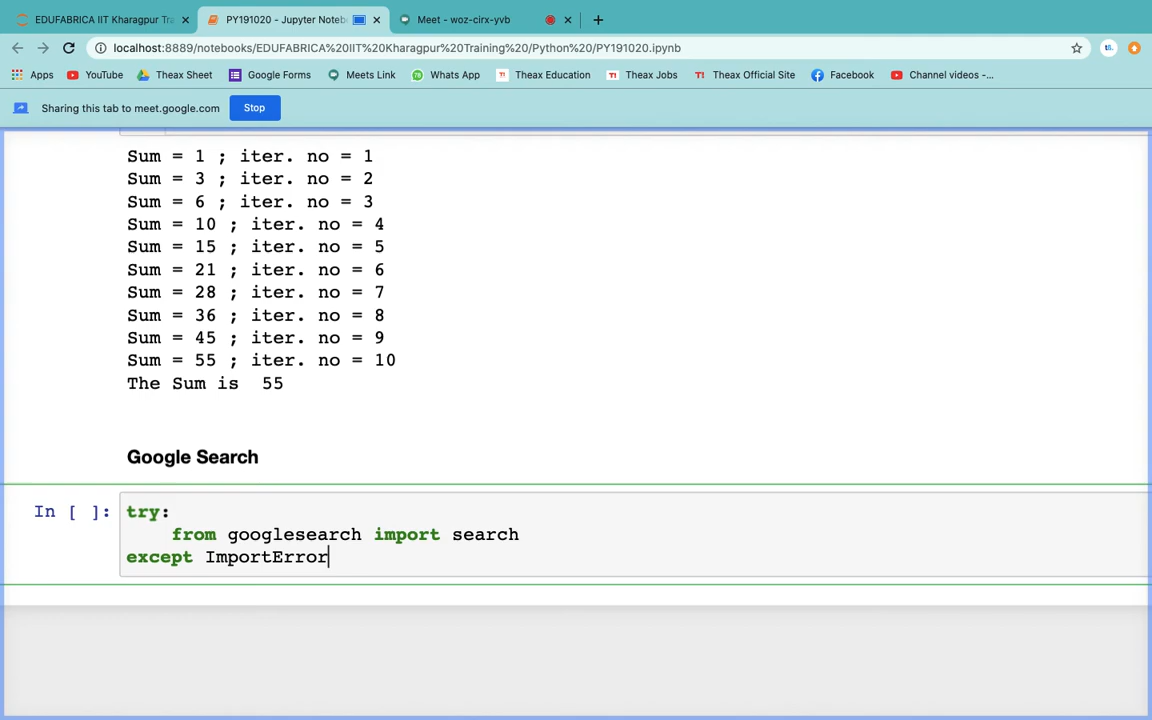 EDUFABRICA IIT Kharagpur Tra
PY191020 - Jupyter Noteb
Meet - woz-cirx-yvb
localhost:8889/notebooks/EDUFABRICA%20IIT%20Kharagpur%20Training%20/Python%20/PY191020.ipynb
Apps YouTube Theax Sheet Google Forms Meets Link Whats App Theax Education Theax Jobs Theax Official Site Facebook Channel videos -...
Sharing this tab to meet.google.com Stop
Sum = 1 ; iter. no = 1
Sum = 3 ; iter. no = 2
Sum = 6 ; iter. no = 3
Sum = 10 ; iter. no = 4
Sum = 15 ; iter. no = 5
Sum = 21 ; iter. no = 6
Sum = 28 ; iter. no = 7
Sum = 36 ; iter. no = 8
Sum = 45 ; iter. no = 9
Sum = 55 ; iter. no = 10
The Sum is  55
Google Search
In [ ]: try:
from googlesearch import search
except ImportError